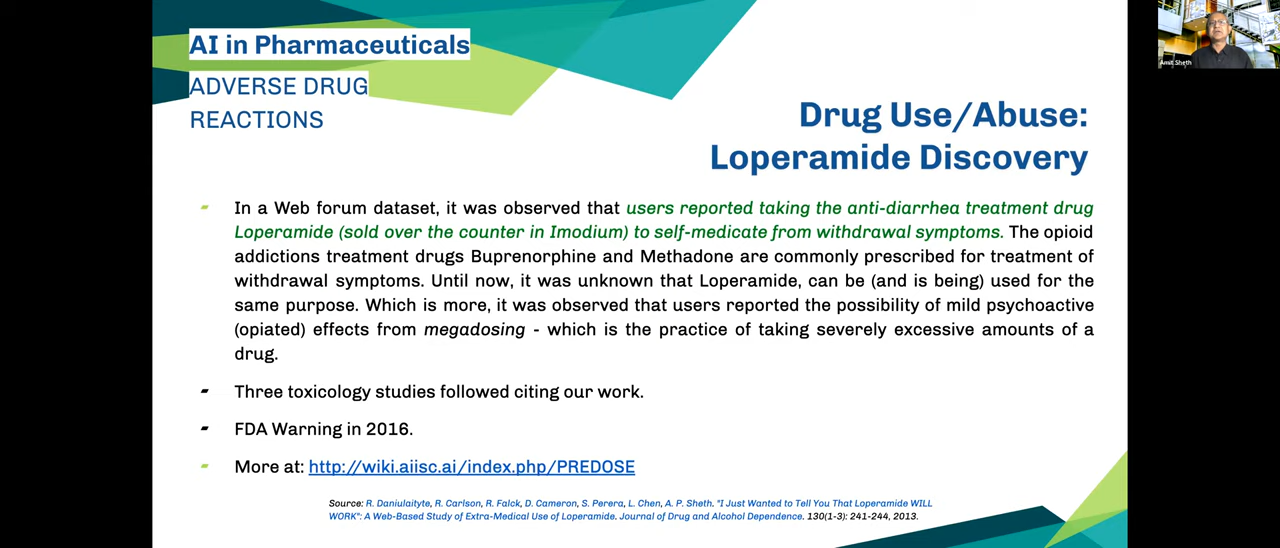 AI in Pharmaceuticals
ADVERSE DRUG
REACTIONS
Amit Sheth
Drug Use/Abuse:
Loperamide Discovery
In a Web forum dataset, it was observed that users reported taking the anti-diarrhea treatment drug
Loperamide (sold over the counter in Imodium) to self-medicate from withdrawal symptoms. The opioid
addictions treatment drugs Buprenorphine and Methadone are commonly prescribed for treatment of
withdrawal symptoms. Until now, it was unknown that Loperamide, can be (and is being) used for the
same purpose. Which is more, it was observed that users reported the possibility of mild psychoactive
(opiated) effects from megadosing - which is the practice of taking severely excessive amounts of a
drug.
Three toxicology studies followed citing our work.
FDA Warning in 2016.
More at: http://wiki.aiisc.ai/index.php/PREDOSE
Source: R. Daniulaityte, R. Carlson, R. Falck, D. Cameron, S. Perera, L. Chen, A. P. Sheth. "I Just Wanted to Tell You That Loperamide WILL
WORK": A Web-Based Study of Extra-Medical Use of Loperamide. Journal of Drug and Alcohol Dependence. 130(1-3): 241-244, 2013.